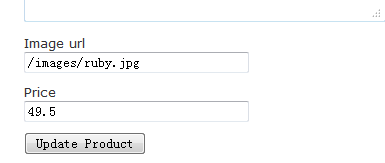 Image url
/images/ruby.jpg
Price
49.5
Update Product